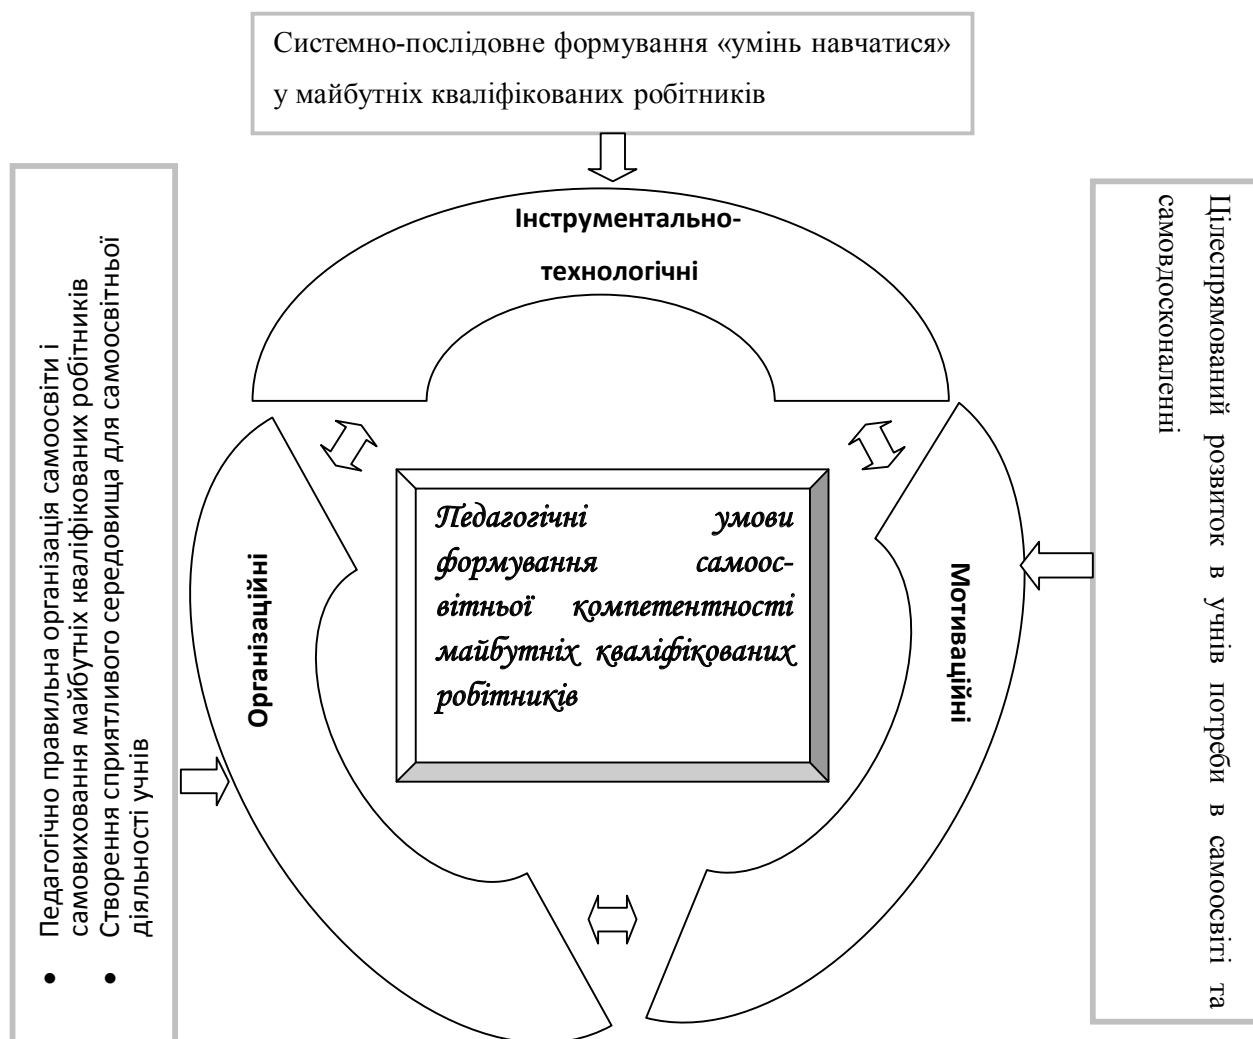 Системно-послідовне формування «умінь навчатися»
у майбутніх кваліфікованих робітників
Інструментально-
технологічні
• Педагогічно правильна організація самоосвіти і
самовиховання майбутніх кваліфікованих робітників
• Створення сприятливого середовища для самоосвітньої
діяльності учнів
Організаційні
Педагогічні умови
формування самоос-
вітньої компетентності
майбутніх кваліфікованих
робітників
Мотиваційні
Цілеспрямований розвиток в учнів потреби в самоосвіті та
самовдосконаленні